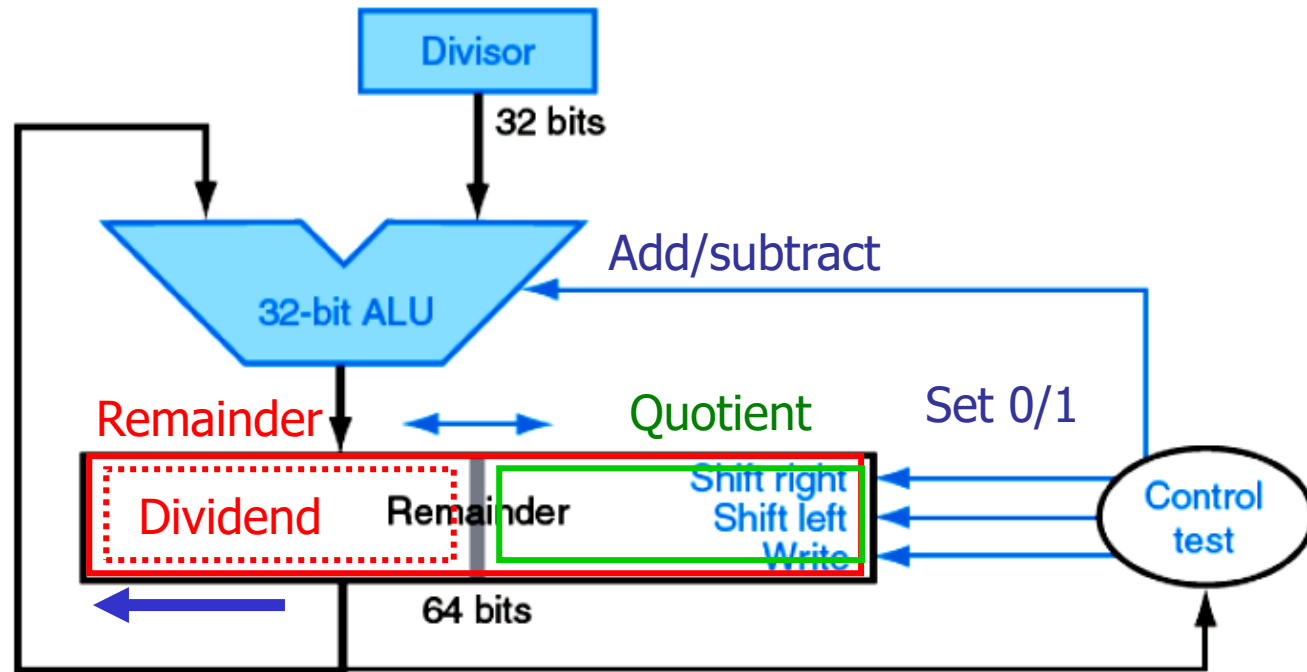 Divisor
32 bits
Add/subtract
32-bit ALU
Remainder
Quotient
Set 0/1
Dividend
Remainder
Shift right
Shift left
Write
Control
test
64 bits